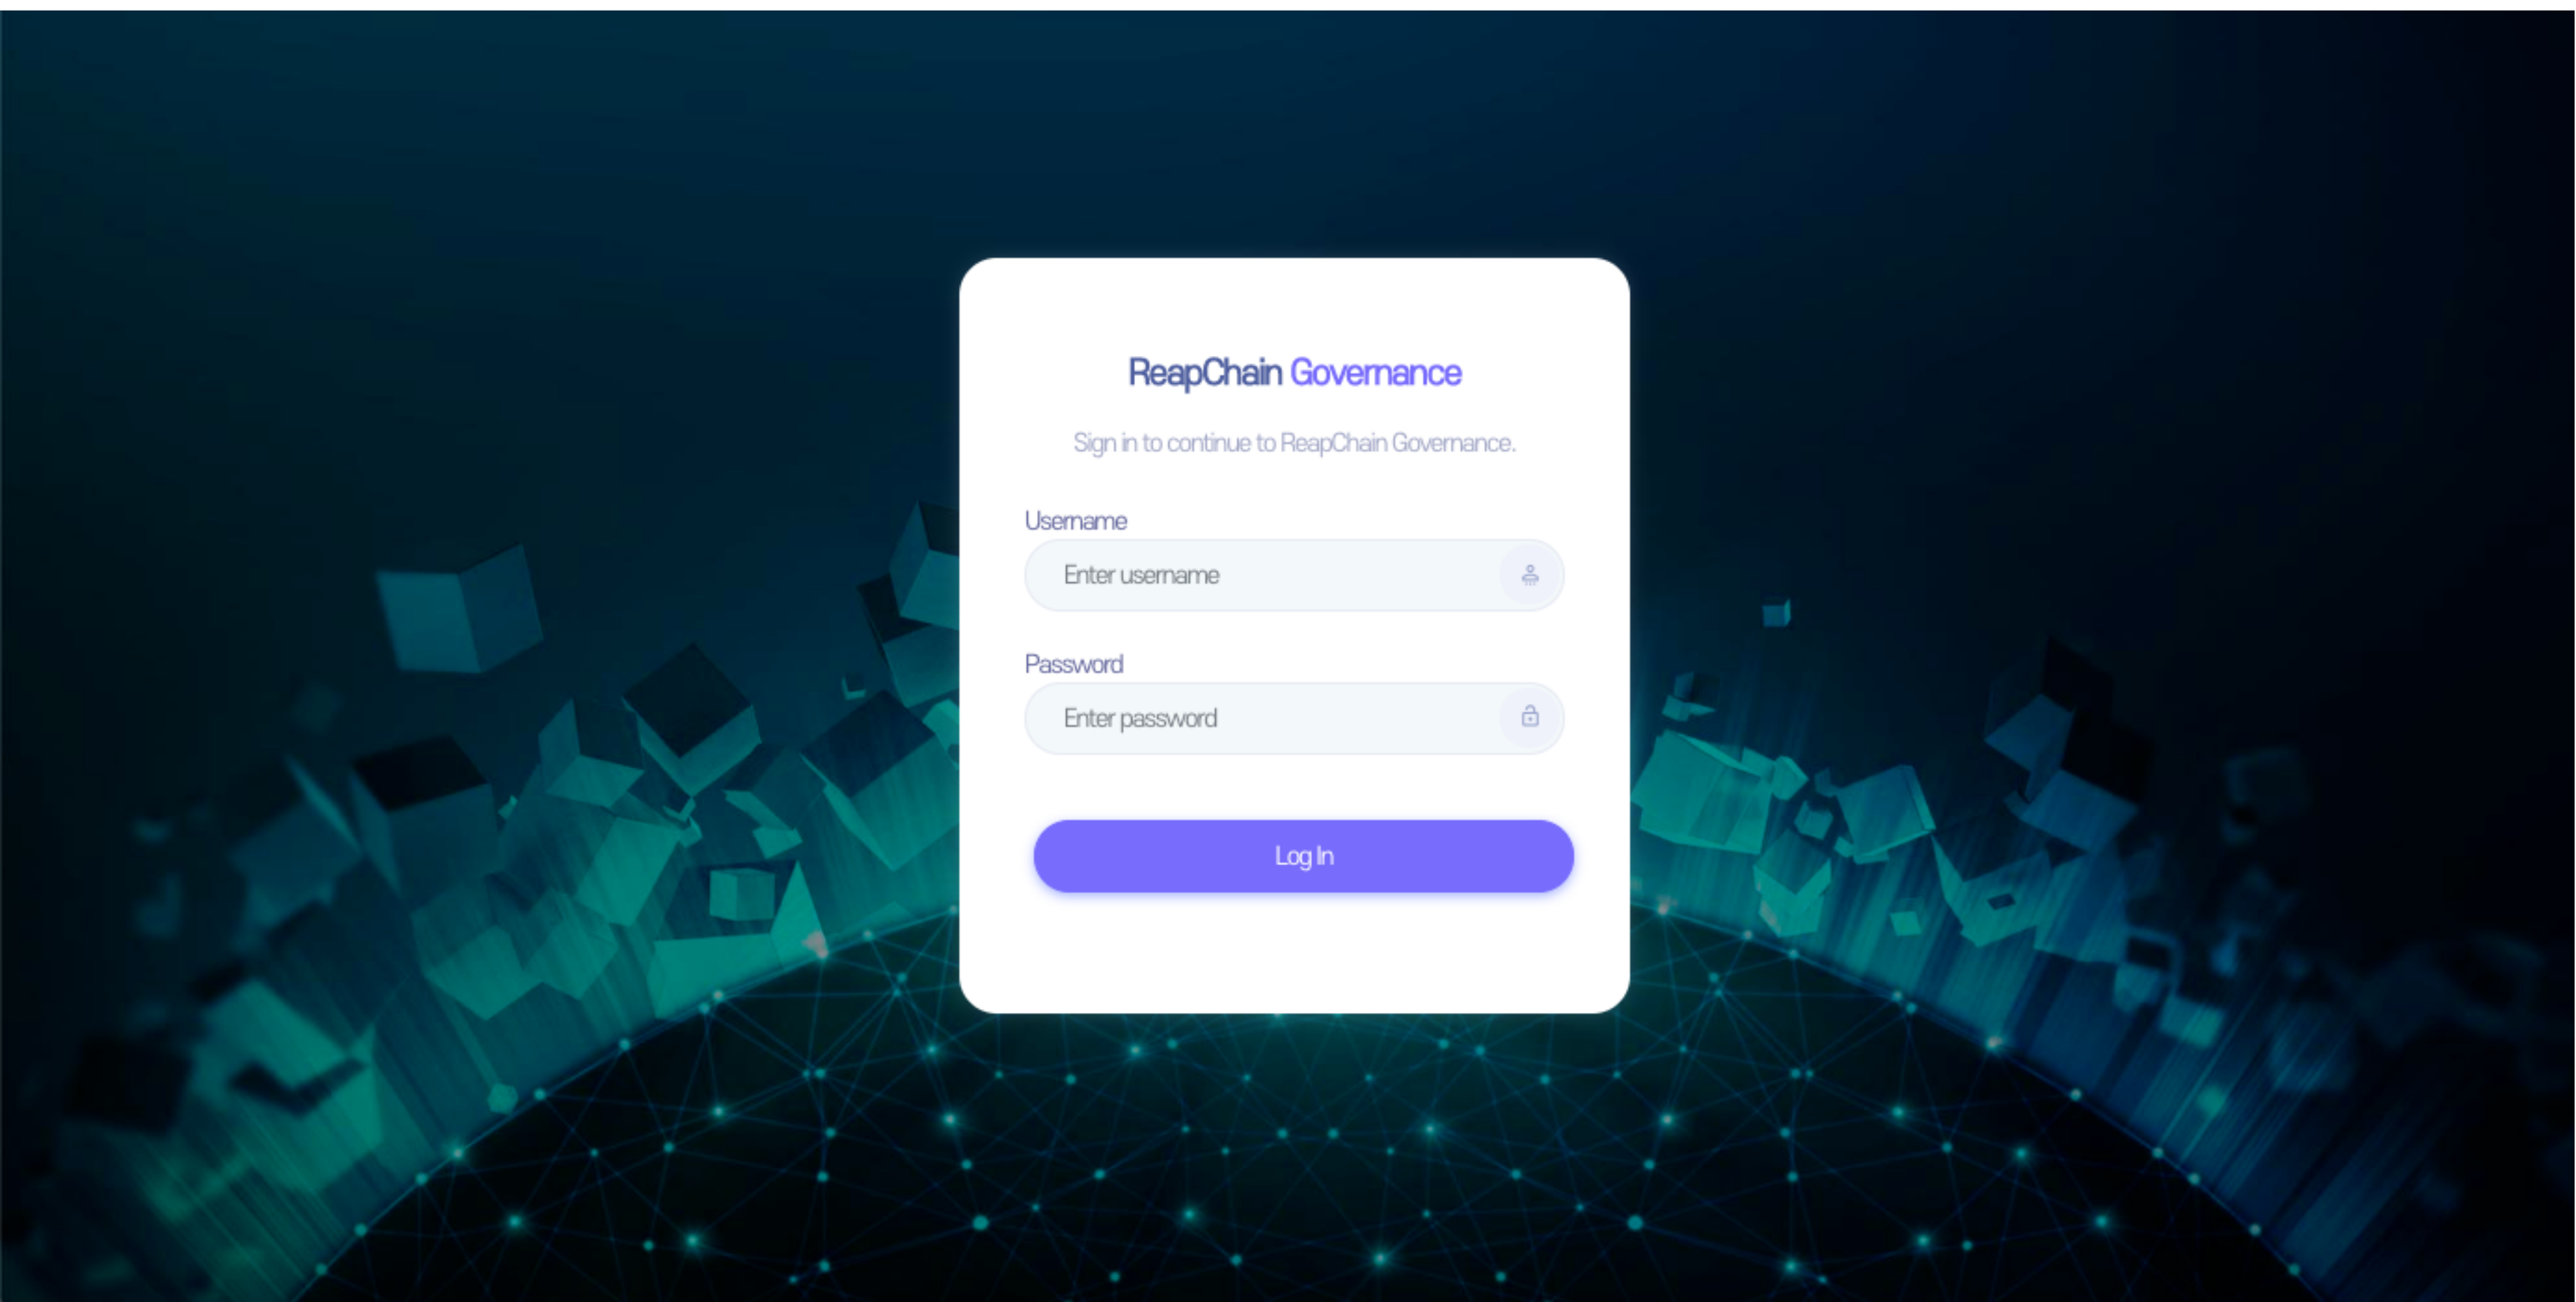 ReapChain Governance
Sign in to continue to ReapChain Governance.
Username
Enter username
Password
Enter password
Log In